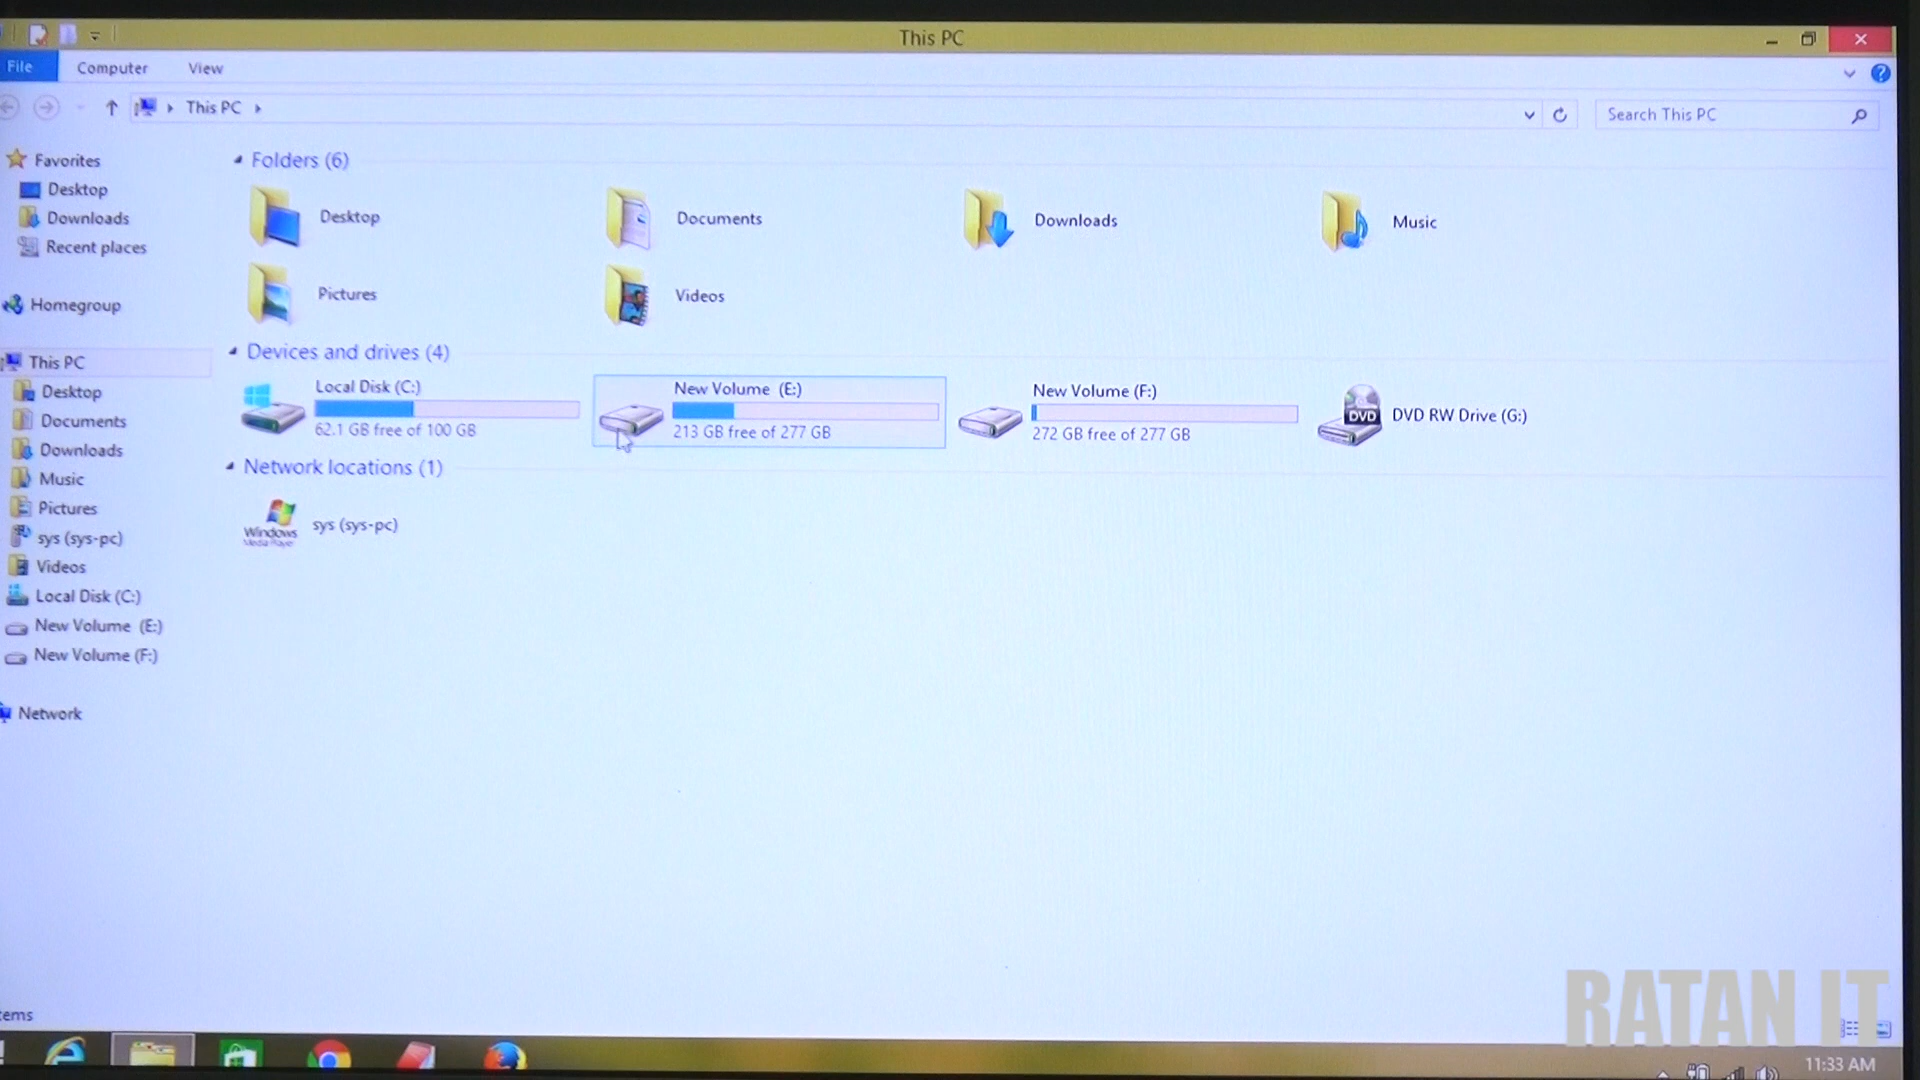 This PC
File Computer View
This PC
Search This PC
Favorites
Desktop
Downloads
Recent places
Homegroup
This PC
Desktop
Documents
Downloads
Music
Pictures
sys (sys-pc)
Videos
Local Disk (C:)
New Volume (E:)
New Volume (F:)
Network
Folders (6)
Desktop
Documents
Downloads
Music
Pictures
Videos
Devices and drives (4)
Local Disk (C:)
62.1 GB free of 100 GB
New Volume (E:)
213 GB free of 277 GB
New Volume (F:)
272 GB free of 277 GB
DVD
DVD RW Drive (G:)
Network locations (1)
Windows
Media Player
sys (sys-pc)
RATAN IT
11:33 AM